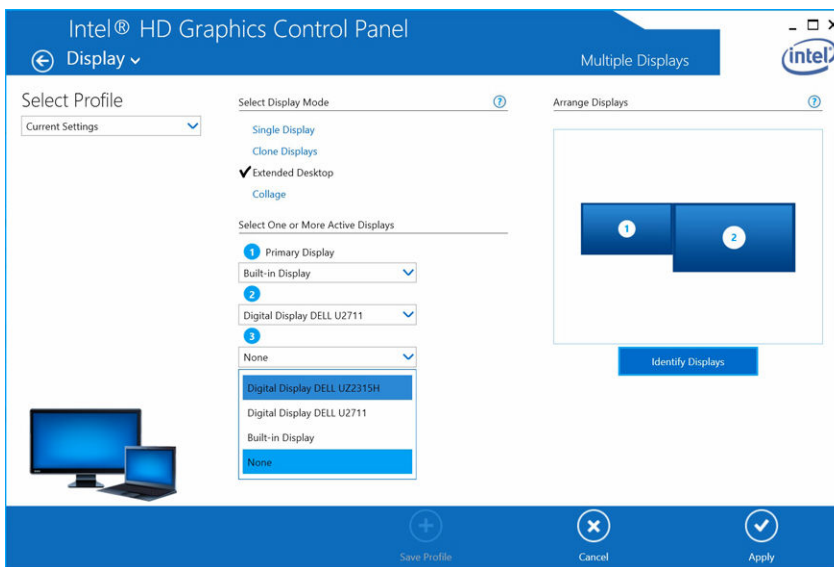 Intel® HD Graphics Control Panel
Display
Multiple Displays
intel
Select Profile
Current Settings
Select Display Mode
?
Single Display
Clone Displays
Extended Desktop
Collage
Select One or More Active Displays
1 Primary Display
Built-in Display
2
Digital Display DELL U2711
3
None
Digital Display DELL UZ2315H
Digital Display DELL U2711
Built-in Display
None
Arrange Displays
?
1
2
Identify Displays
Save Profile
Cancel
Apply